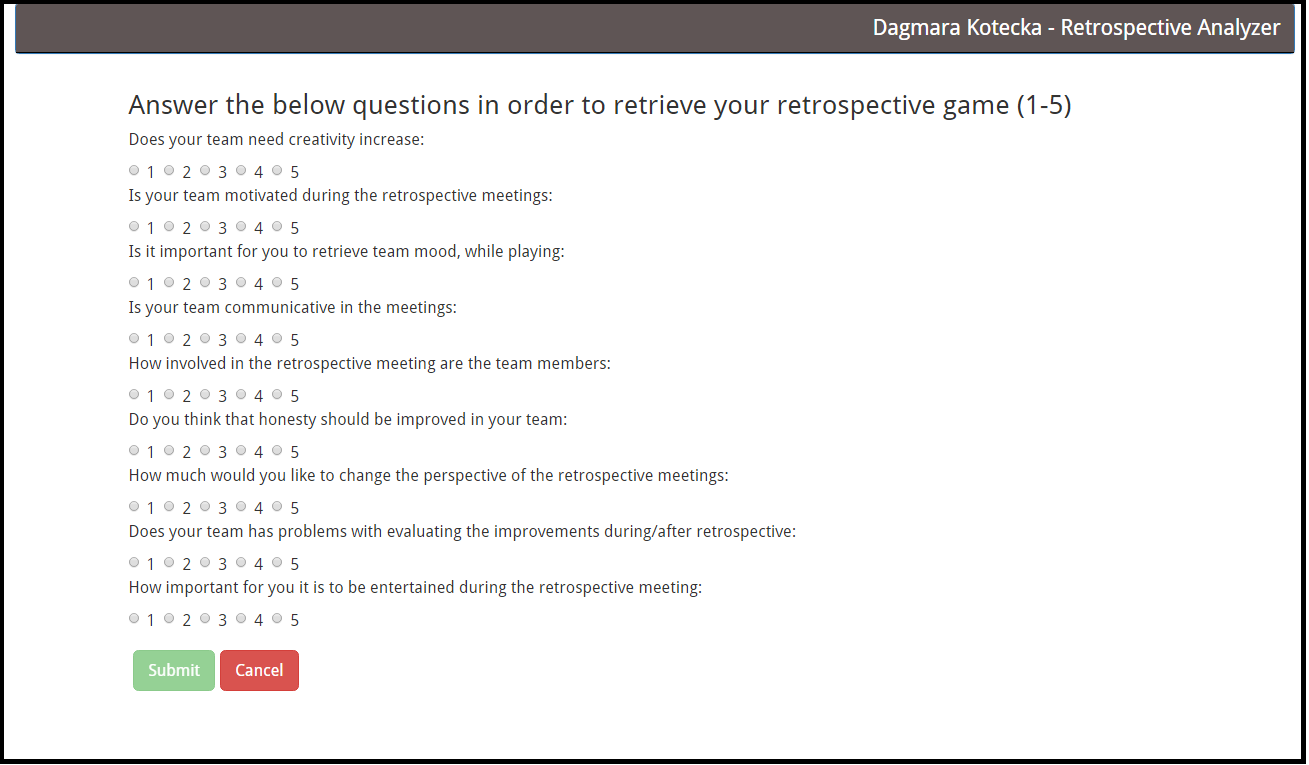 Dagmara Kotecka - Retrospective Analyzer
Answer the below questions in order to retrieve your retrospective game (1-5)
Does your team need creativity increase:
1 2 3 4 5
Is your team motivated during the retrospective meetings:
1 2 3 4 5
Is it important for you to retrieve team mood, while playing:
1 2 3 4 5
Is your team communicative in the meetings:
1 2 3 4 5
How involved in the retrospective meeting are the team members:
1 2 3 4 5
Do you think that honesty should be improved in your team:
1 2 3 4 5
How much would you like to change the perspective of the retrospective meetings:
1 2 3 4 5
Does your team has problems with evaluating the improvements during/after retrospective:
1 2 3 4 5
How important for you it is to be entertained during the retrospective meeting:
1 2 3 4 5
Submit Cancel